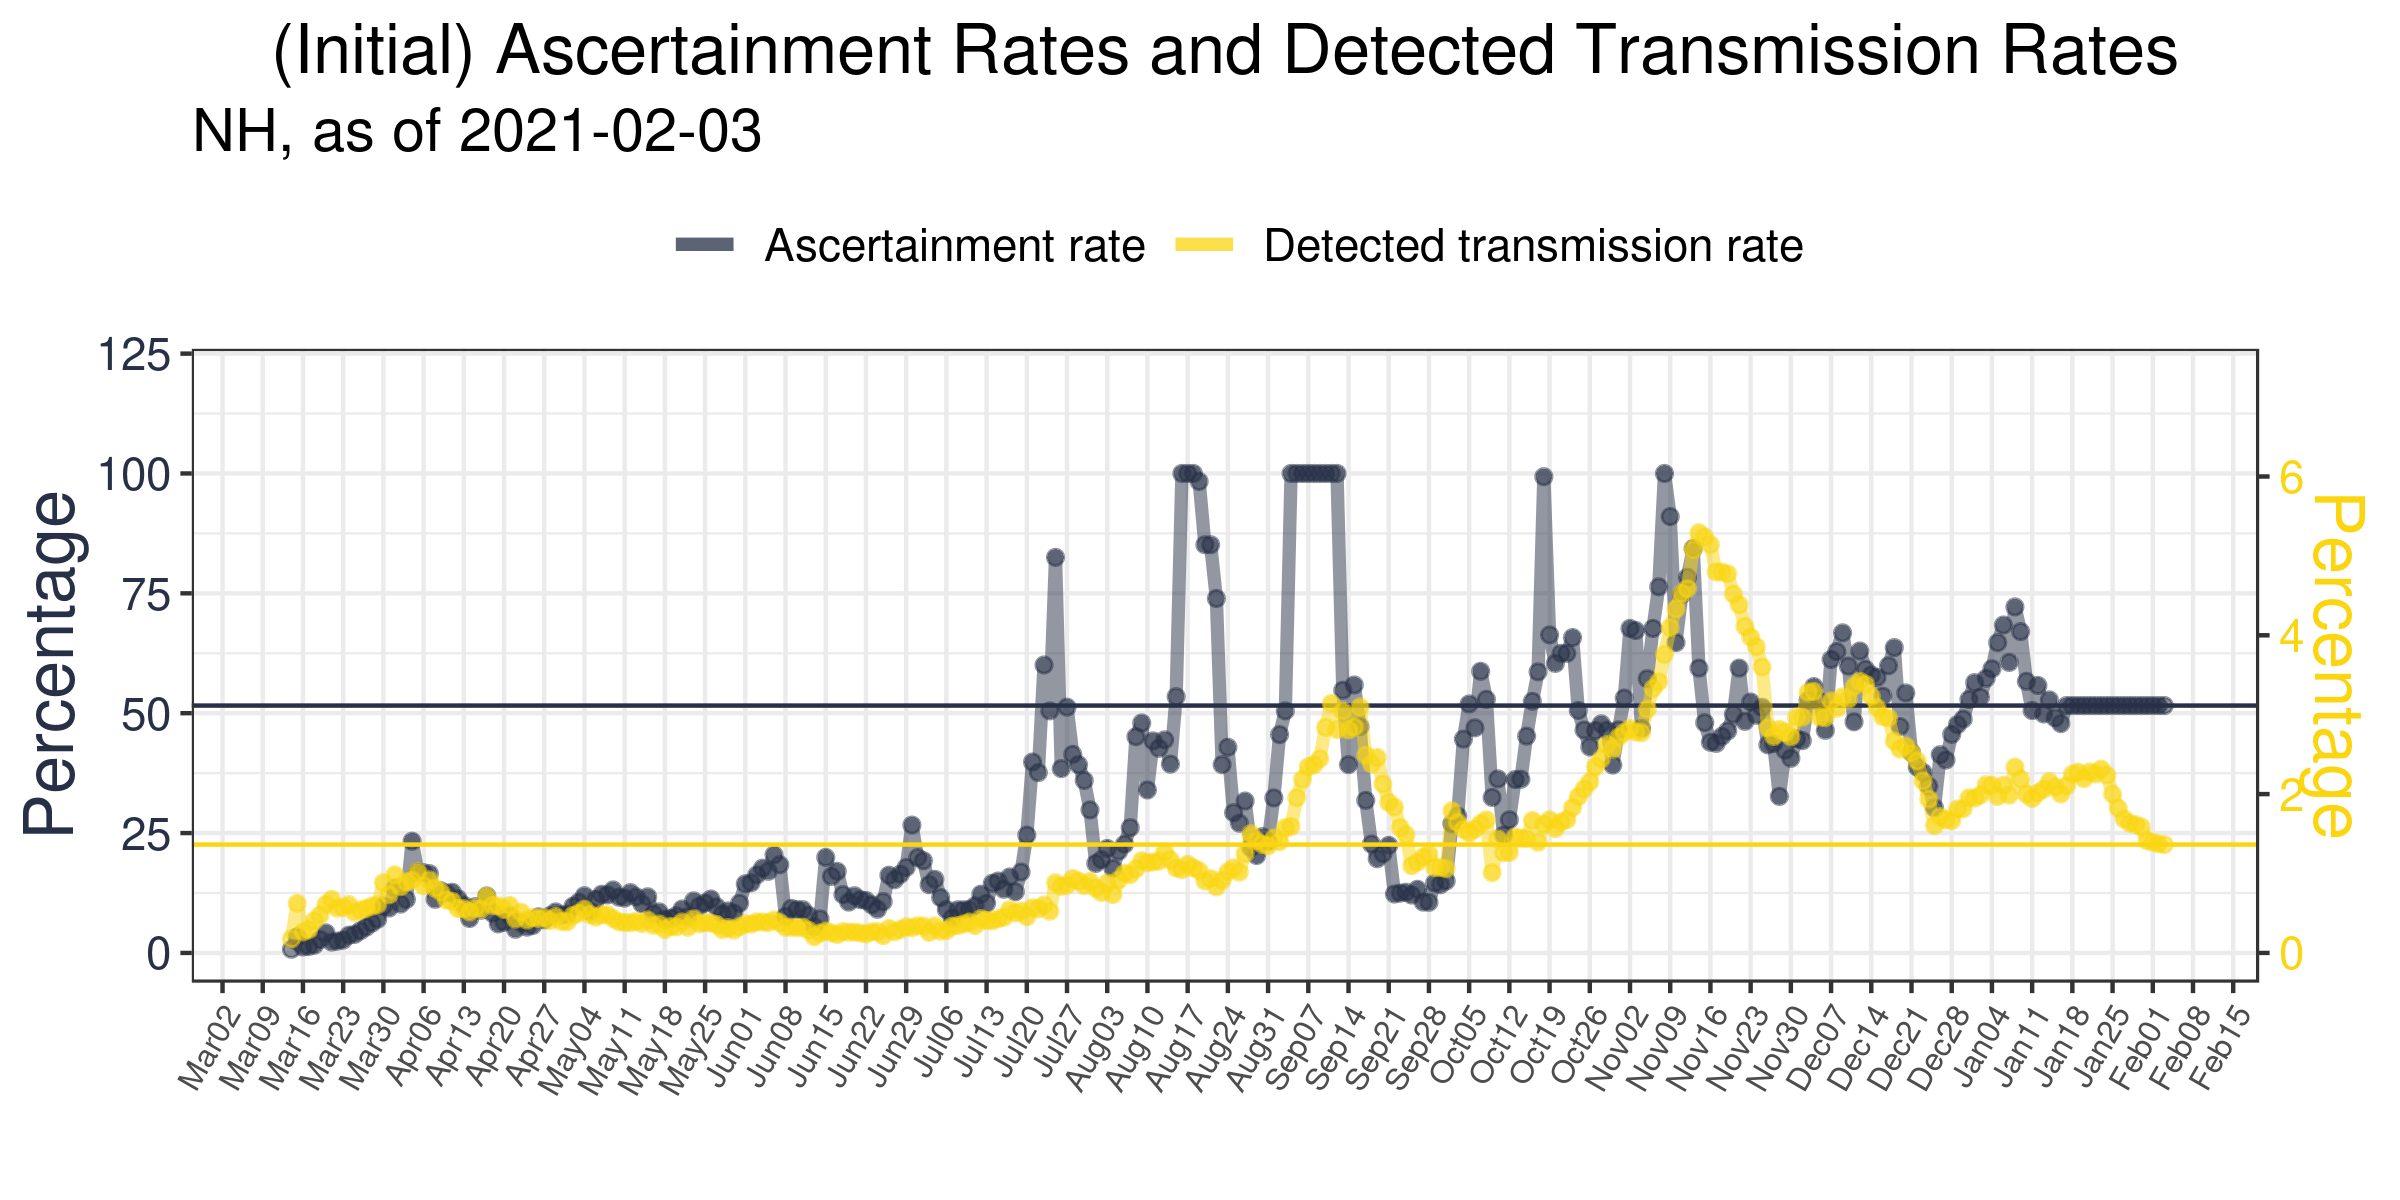 (Initial) Ascertainment Rates and Detected Transmission Rates
NH, as of 2021-02-03
Ascertainment rate
Detected transmission rate
125
100
75
50
25
0
Percentage
6
4
2
0
Percentage
Mar02
Mar09
Mar16
Mar23
Mar30
Apr06
Apr13
Apr20
Apr27
May04
May11
May18
May25
Jun01
Jun08
Jun15
Jun22
Jun29
Jul06
Jul13
Jul20
Jul27
Aug03
Aug10
Aug17
Aug24
Aug31
Sep07
Sep14
Sep21
Sep28
Oct05
Oct12
Oct19
Oct26
Nov02
Nov09
Nov16
Nov23
Nov30
Dec07
Dec14
Dec21
Dec28
Jan04
Jan11
Jan18
Jan25
Feb01
Feb08
Feb15